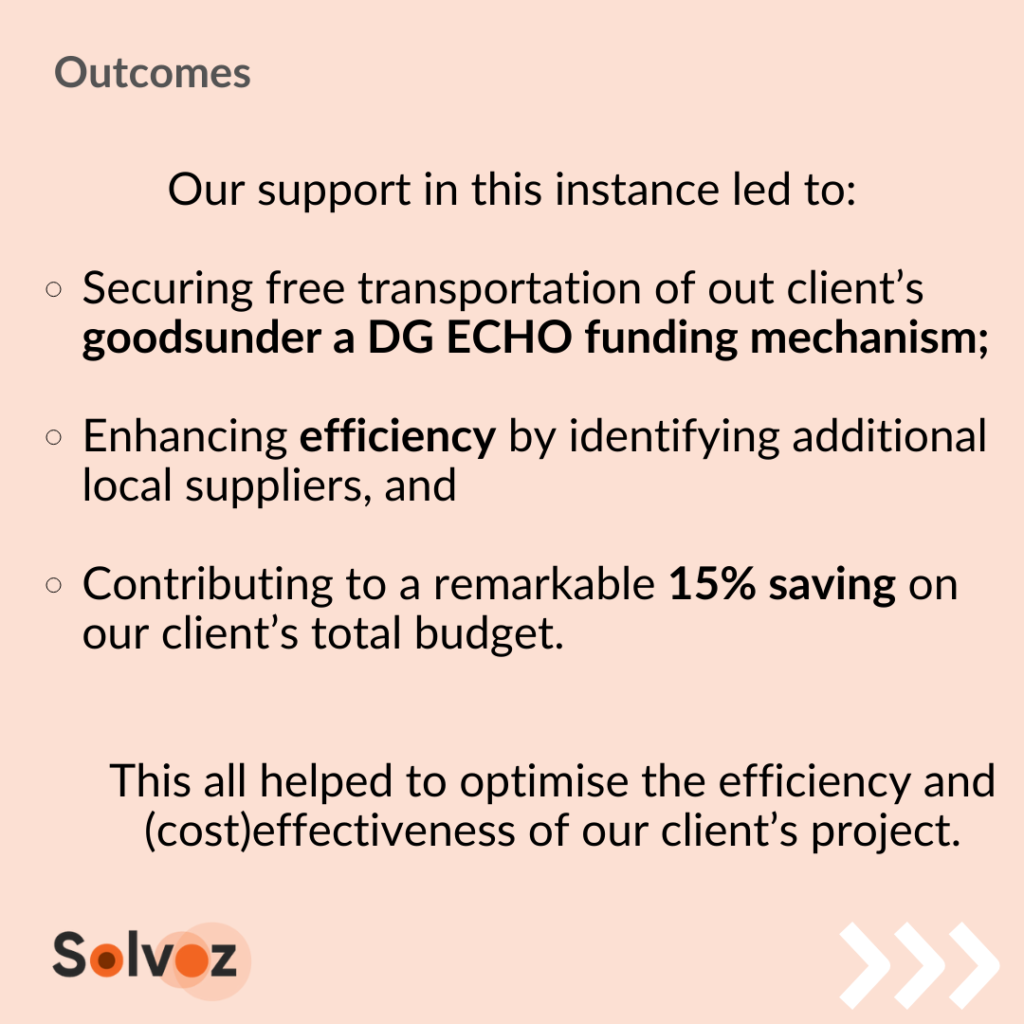 Outcomes
Our support in this instance led to:
Securing free transportation of out client’s
goodsunder a DG ECHO funding mechanism;
Enhancing efficiency by identifying additional
local suppliers, and
Contributing to a remarkable 15% saving on
our client’s total budget.
This all helped to optimise the efficiency and
(cost)effectiveness of our client’s project.
Solvoz